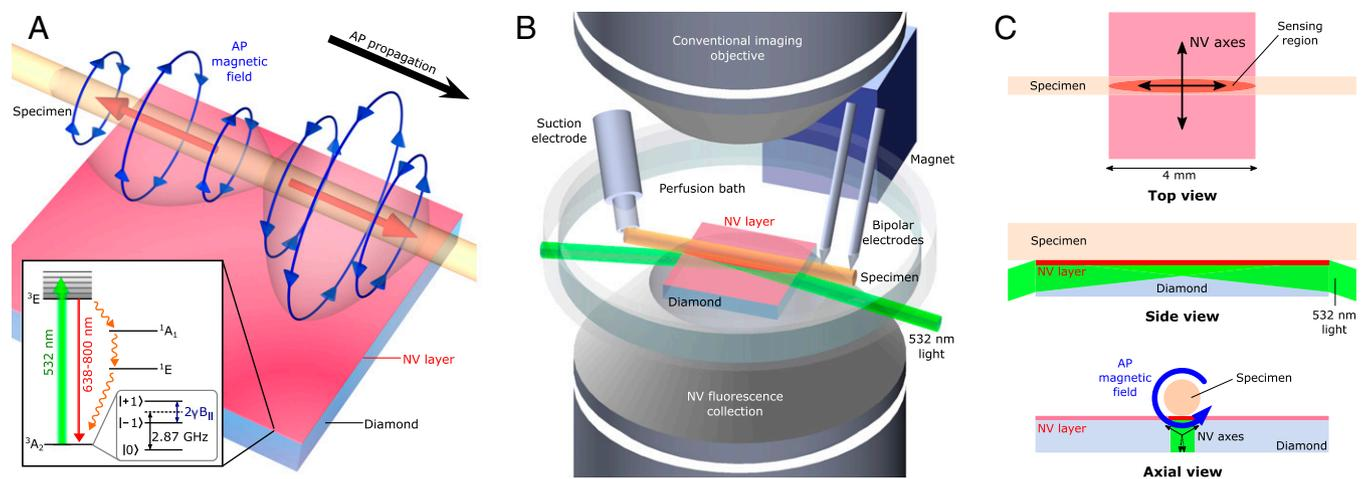 A
AP
magnetic
field
AP propagation
Specimen
³E
¹A₁
¹E
532 nm
638-800 nm
|+1⟩
|−1⟩
2γB||
2.87 GHz
|0⟩
³A₂
NV layer
Diamond
B
Conventional imaging
objective
Suction
electrode
Magnet
Perfusion bath
NV layer
Bipolar
electrodes
Specimen
Diamond
532 nm
light
NV fluorescence
collection
C
NV axes
Sensing
region
Specimen
4 mm
Top view
Specimen
NV layer
Diamond
532 nm
light
Side view
AP
magnetic
field
Specimen
NV layer
NV axes
Diamond
Axial view